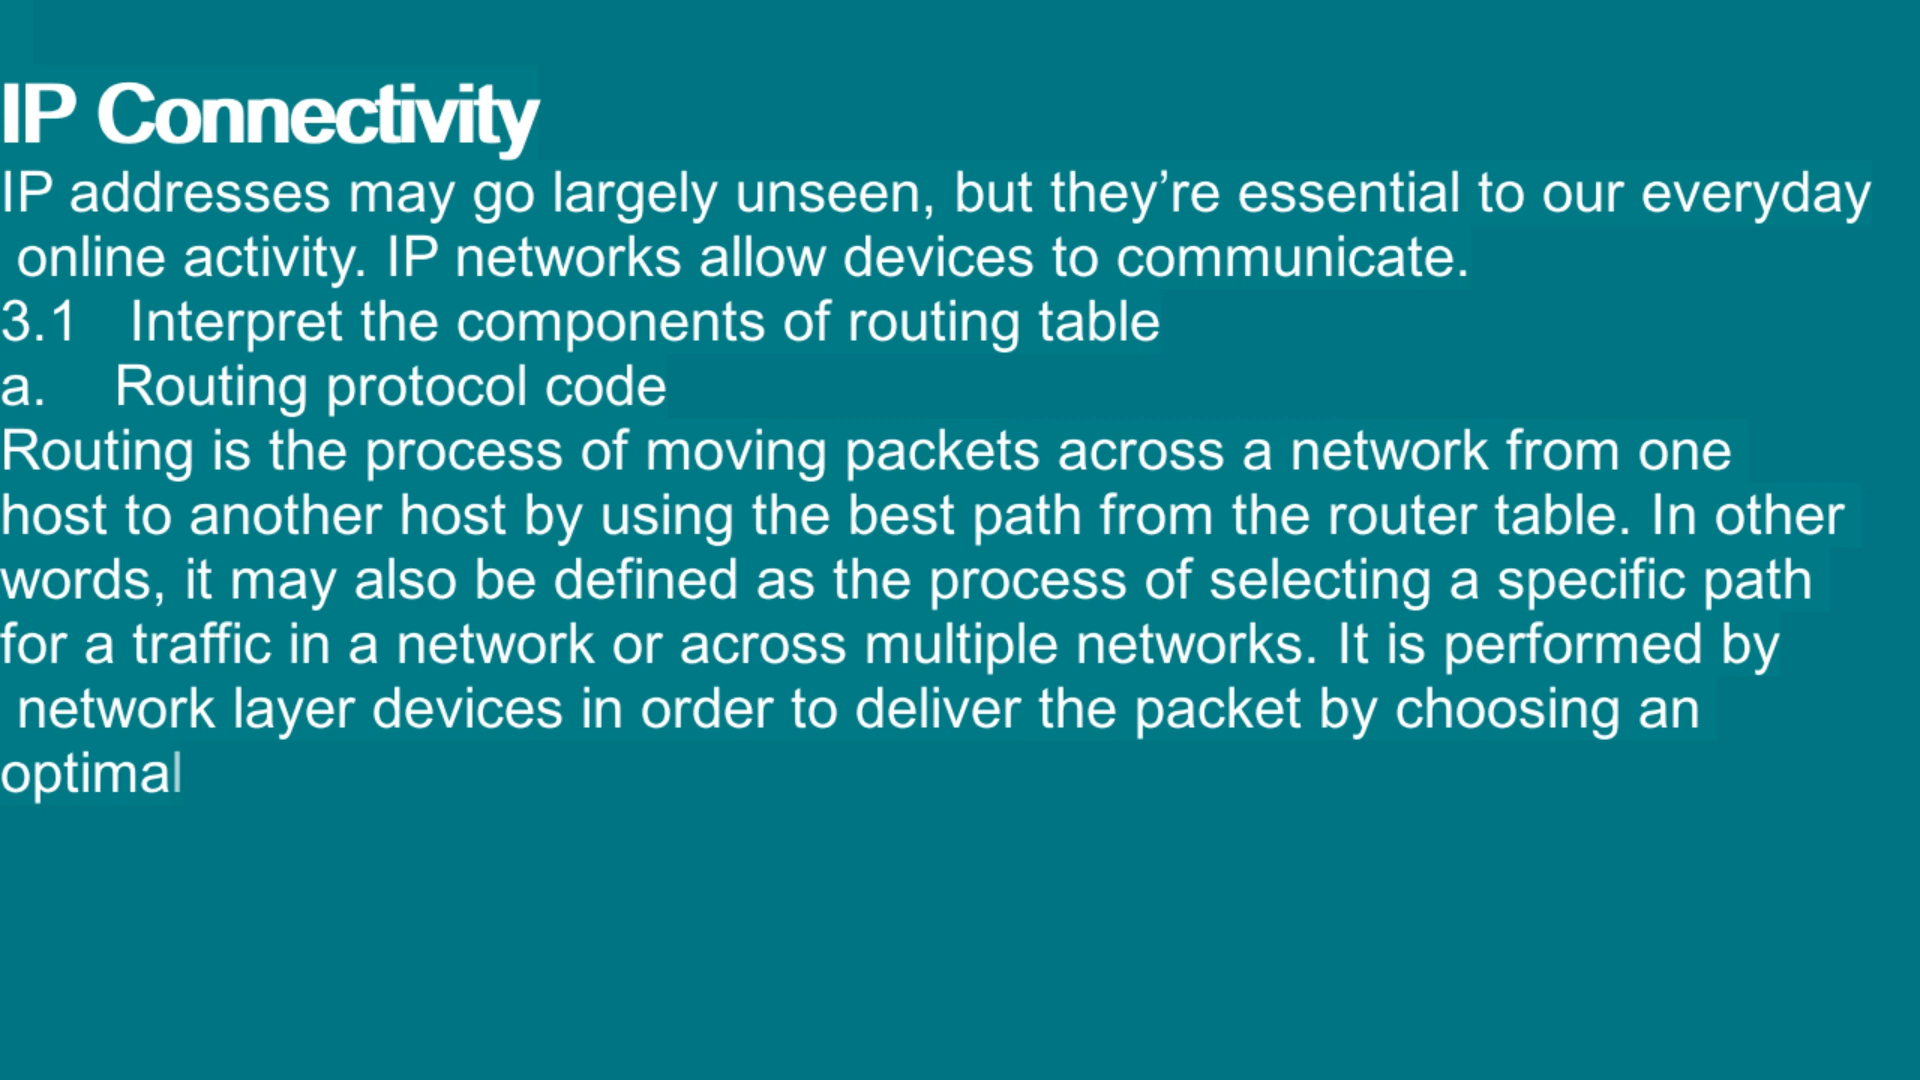 IP Connectivity
IP addresses may go largely unseen, but they’re essential to our everyday
online activity. IP networks allow devices to communicate.
3.1 Interpret the components of routing table
a. Routing protocol code
Routing is the process of moving packets across a network from one
host to another host by using the best path from the router table. In other
words, it may also be defined as the process of selecting a specific path
for a traffic in a network or across multiple networks. It is performed by
network layer devices in order to deliver the packet by choosing an
optimal